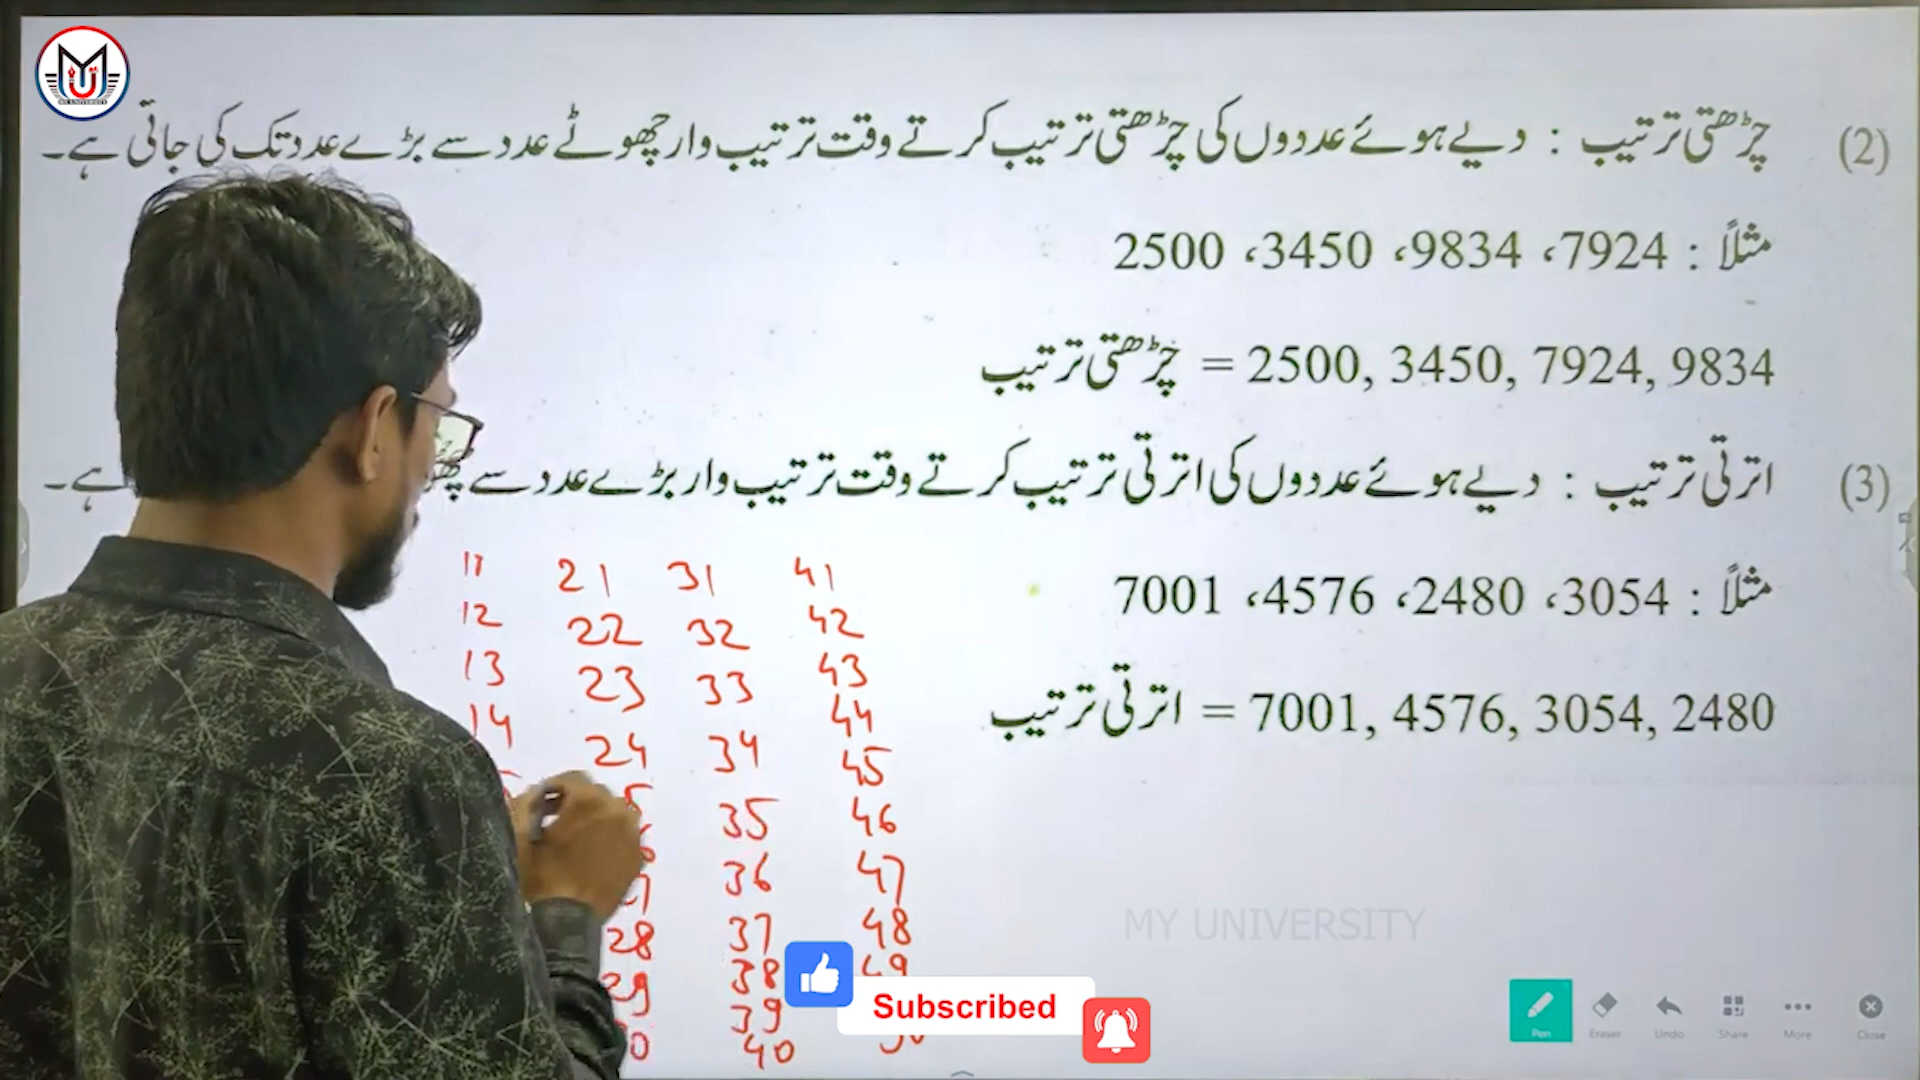 MY UNIVERSITY
(2) چڑھتی ترتیب : دیے ہوئے عددوں کی چڑھتی ترتیب کرتے وقت ترتیب وار چھوٹے عدد سے بڑے عدد تک کی جاتی ہے۔
مثلاً : 7924، 9834، 3450، 2500
چڑھتی ترتیب = 2500, 3450, 7924, 9834
(3) اترتی ترتیب : دیے ہوئے عددوں کی اترتی ترتیب کرتے وقت ترتیب وار بڑے عدد سے ہے۔
مثلاً : 3054، 2480، 4576، 7001
اترتی ترتیب = 7001, 4576, 3054, 2480
11 21 31 41
12 22 32 42
13 23 33 43
14 24 34 44
35 45
36 46
37 47
28 38 48
29 39 49
40
MY UNIVERSITY
Subscribed
Pen Eraser Undo Share More Close